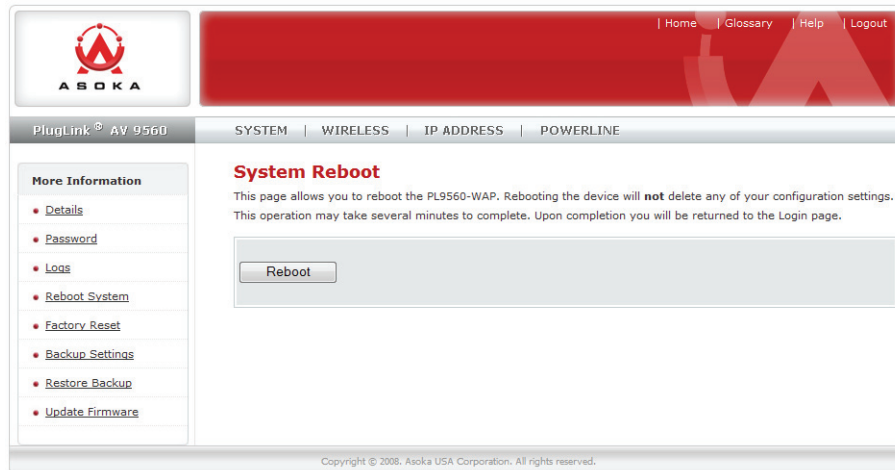 | Home | Glossary | Help | Logout
ASOKA
PlugLink® AV 9560
SYSTEM | WIRELESS | IP ADDRESS | POWERLINE
More Information
Details
Password
Logs
Reboot System
Factory Reset
Backup Settings
Restore Backup
Update Firmware
System Reboot
This page allows you to reboot the PL9560-WAP. Rebooting the device will not delete any of your configuration settings.
This operation may take several minutes to complete. Upon completion you will be returned to the Login page.
Reboot
Copyright © 2008. Asoka USA Corporation. All rights reserved.